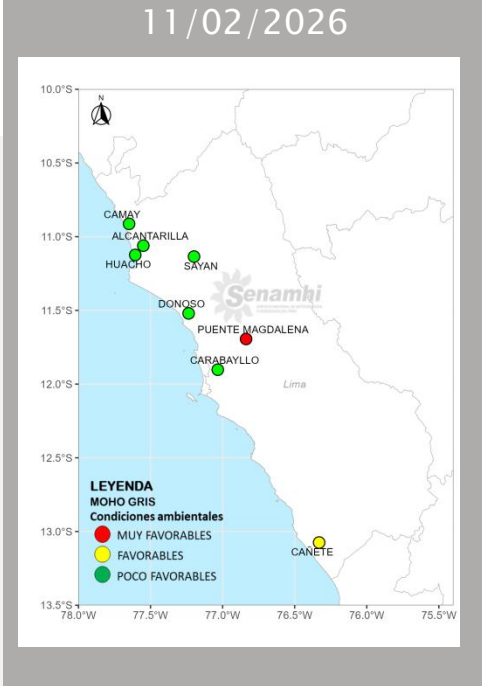 11/02/2026
10.0°S
N
10.5°S
CAMAY
11.0°S
ALCANTARILLA
HUACHO
SAYAN
Senamhi
11.5°S
DONOSO
PUENTE MAGDALENA
CARABAYLLO
12.0°S
Lima
12.5°S
LEYENDA
MOHO GRIS
Condiciones ambientales
MUY FAVORABLES
FAVORABLES
POCO FAVORABLES
13.0°S
CAÑETE
13.5°S
78.0°W 77.5°W 77.0°W 76.5°W 76.0°W 75.5°W